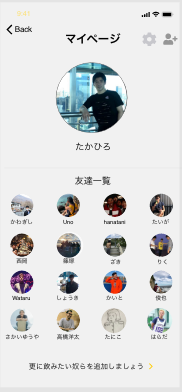 Back
マイページ
たかひろ
友達一覧
かわぎし Uno hanatani たいが
西岡 篠塚 ざき りく
Wataru しょうき かいと 俊也
さかいゆうや 高橋洋太 たにこ はらだ
更に飲みたい奴らを追加しましょう